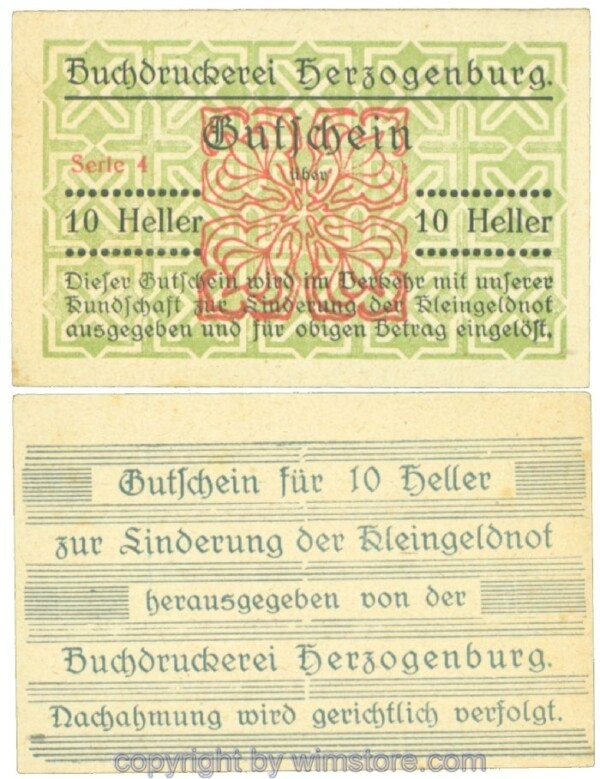 Buchdruckerei Herzogenburg.
Gutschein
Serie 4
über
10 Heller 10 Heller
Dieser Gutschein wird im Verkehr mit unserer
Kundschaft zur Linderung der Kleingeldnot
ausgegeben und für obigen Betrag eingelöst.
Gutschein für 10 Heller
zur Linderung der Kleingeldnot
herausgegeben von der
Buchdruckerei Herzogenburg.
Nachahmung wird gerichtlich verfolgt.
copyright by wimstore.com